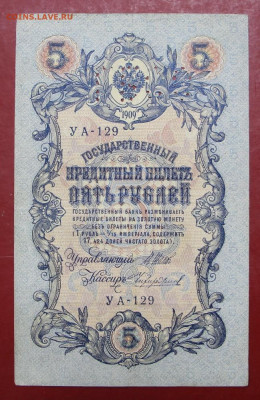 COINS.LAVE.RU
5 5
1909
УА-129
ГОСУДАРСТВЕННЫЙ
КРЕДИТНЫЙ БИЛЕТЪ
ПЯТЬ РУБЛЕЙ
ГОСУДАРСТВЕННЫЙ БАНКЪ РАЗМѢНИВАЕТЪ
КРЕДИТНЫЕ БИЛЕТЫ НА ЗОЛОТУЮ МОНЕТУ
БЕЗЪ ОГРАНИЧЕНІЯ СУММЫ
(1 РУБЛЬ = 1/15 ИМПЕРІАЛА, СОДЕРЖИТЪ
17,424 ДОЛЕЙ ЧИСТАГО ЗОЛОТА).
Управляющій
Кассиръ
УА-129
5